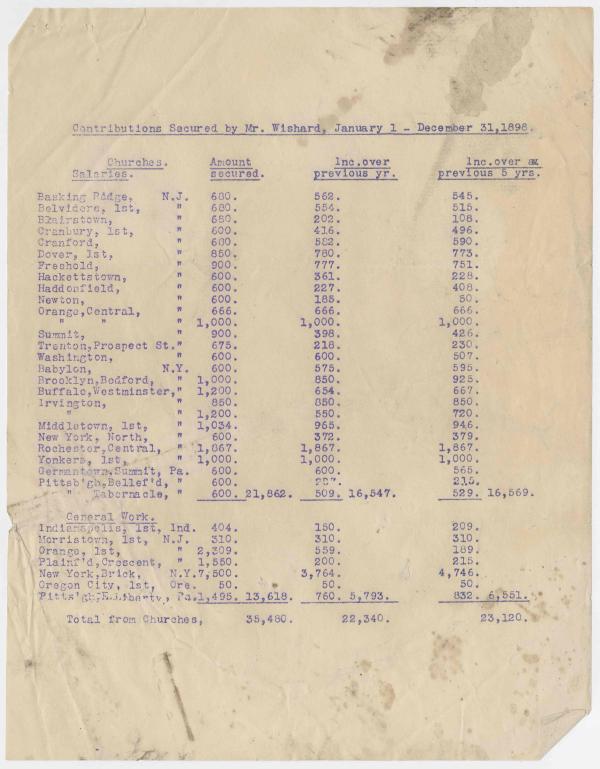 Contributions Secured by Mr. Wishard, January 1 - December 31,1898.
Churches. Amount Inc.over Inc.over av
Salaries. secured. previous yr. previous 5 yrs.
Basking Ridge, N.J. 680. 562. 545.
Belvidere, 1st, " 680. 554. 515.
Blairstown, " 680. 202. 108.
Cranbury, 1st, " 600. 416. 496.
Cranford, " 600. 582. 590.
Dover, 1st, " 850. 780. 773.
Freehold, " 900. 777. 751.
Hackettstown, " 600. 361. 228.
Haddonfield, " 600. 227. 408.
Newton, " 600. 185. 50.
Orange,Central, " 666. 666. 666.
" " " 1,000. 1,000. 1,000.
Summit, " 900. 398. 426.
Trenton,Prospect St." 675. 218. 230.
Washington, " 600. 600. 507.
Babylon, N.Y. 600. 575. 595.
Brooklyn,Bedford, " 1,000. 850. 925.
Buffalo,Westminster," 1,200. 654. 667.
Irvington, " 850. 850. 850.
" " 1,200. 550. 720.
Middletown, 1st, " 1,034. 965. 946.
New York, North, " 600. 372. 379.
Rochester,Central, " 1,867. 1,867. 1,867.
Yonkers, 1st, " 1,000. 1,000. 1,000.
Germantown,Summit, Pa. 600. 600. 565.
Pittsb'gh,Bellef'd, " 600.
" Tabernacle, " 600. 21,862. 509. 16,547. 529. 16,569.
General Work.
Indianapolis, 1st, Ind. 404. 150. 209.
Morristown, 1st, N.J. 310. 310. 310.
Orange, 1st, " 2,309. 559. 189.
Plainf'd,Crescent, " 1,550. 200. 215.
New York,Brick, N.Y.7,500. 3,764. 4,746.
Oregon City, 1st, Ore. 50. 50. 50.
Pittsb'gh,E.Liberty, Pa.1,495. 13,618. 760. 5,793. 832. 6,551.
Total from Churches, 35,480. 22,340. 23,120.